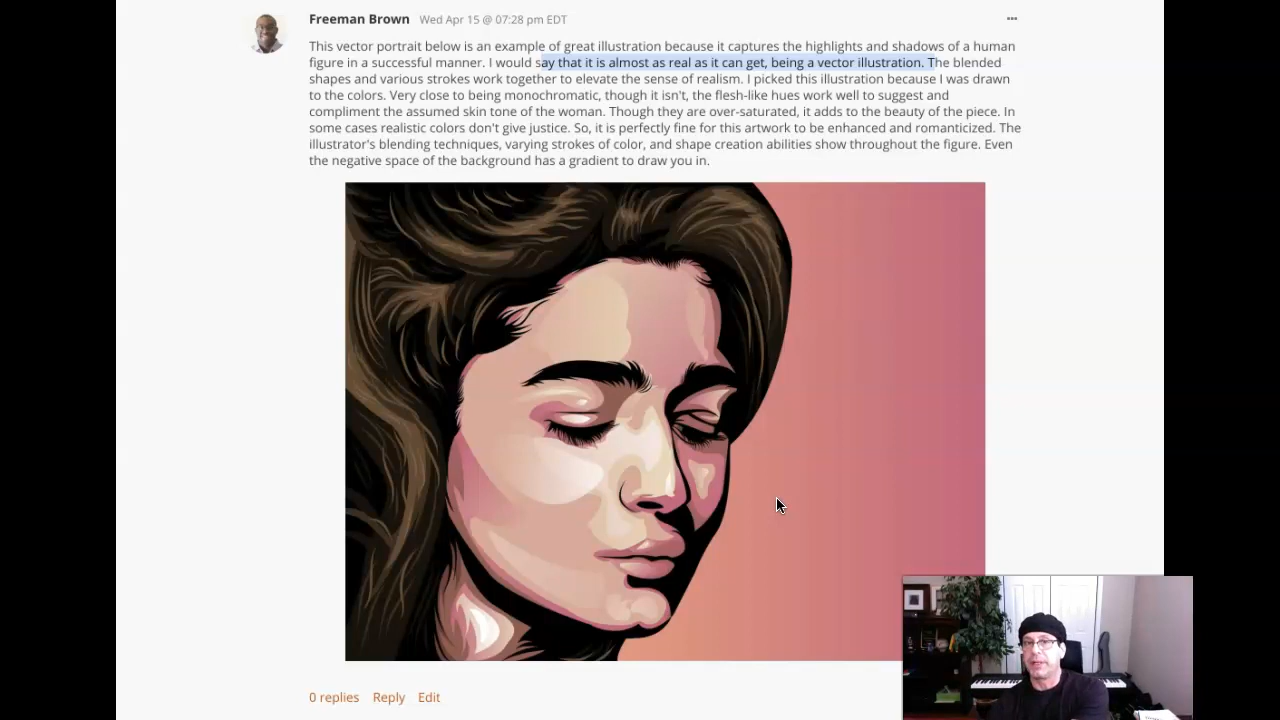 Freeman Brown Wed Apr 15 @ 07:28 pm EDT
This vector portrait below is an example of great illustration because it captures the highlights and shadows of a human
figure in a successful manner. I would say that it is almost as real as it can get, being a vector illustration. The blended
shapes and various strokes work together to elevate the sense of realism. I picked this illustration because I was drawn
to the colors. Very close to being monochromatic, though it isn't, the flesh-like hues work well to suggest and
compliment the assumed skin tone of the woman. Though they are over-saturated, it adds to the beauty of the piece. In
some cases realistic colors don't give justice. So, it is perfectly fine for this artwork to be enhanced and romanticized. The
illustrator's blending techniques, varying strokes of color, and shape creation abilities show throughout the figure. Even
the negative space of the background has a gradient to draw you in.
0 replies Reply Edit